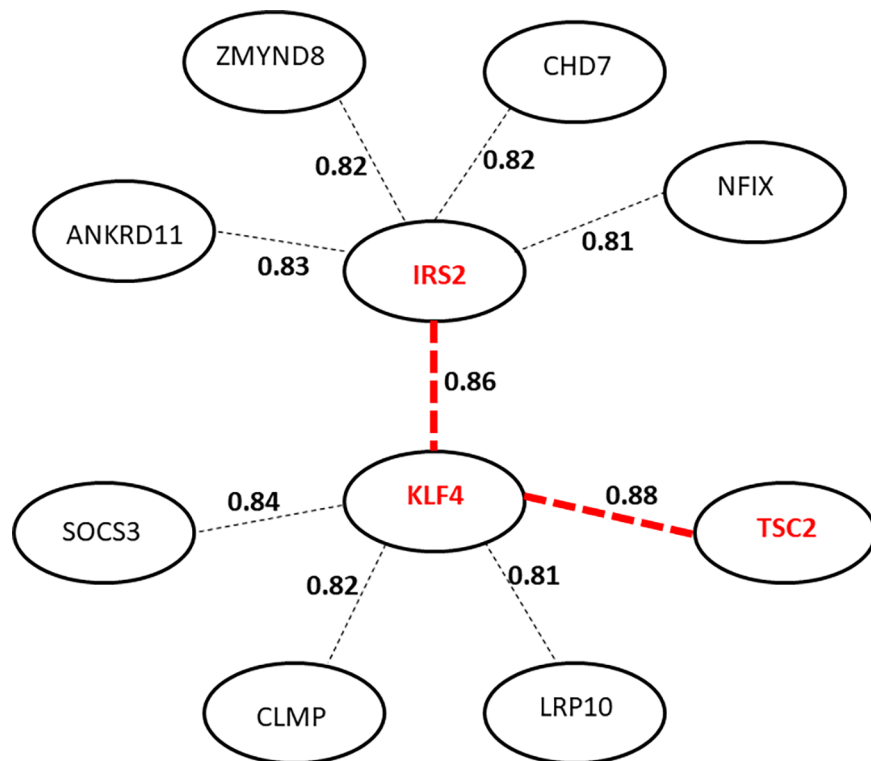 ZMYND8
CHD7
0.82
0.82
NFIX
ANKRD11
0.83
0.81
IRS2
0.86
KLF4
0.84
0.88
SOCS3
TSC2
0.82
0.81
CLMP
LRP10